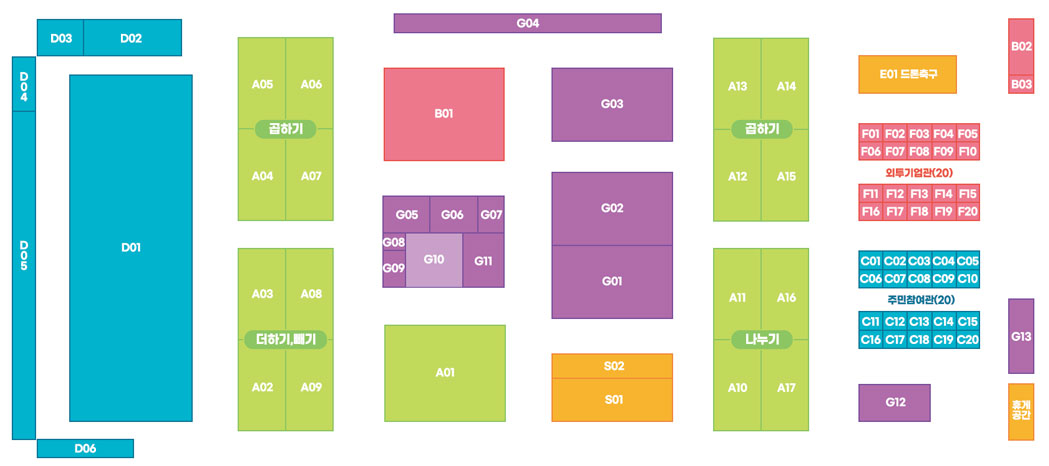 D03
D02
D04
D05
D01
D06
A05
A06
곱하기
A04
A07
A03
A08
더하기,빼기
A02
A09
G04
B01
G05
G06
G07
G08
G09
G10
G11
A01
G03
G02
G01
S02
S01
A13
A14
곱하기
A12
A15
A11
A16
나누기
A10
A17
E01 드론축구
F01 F02 F03 F04 F05
F06 F07 F08 F09 F10
외투기업관(20)
F11 F12 F13 F14 F15
F16 F17 F18 F19 F20
C01 C02 C03 C04 C05
C06 C07 C08 C09 C10
주민참여관(20)
C11 C12 C13 C14 C15
C16 C17 C18 C19 C20
G12
B02
B03
G13
휴게
공간